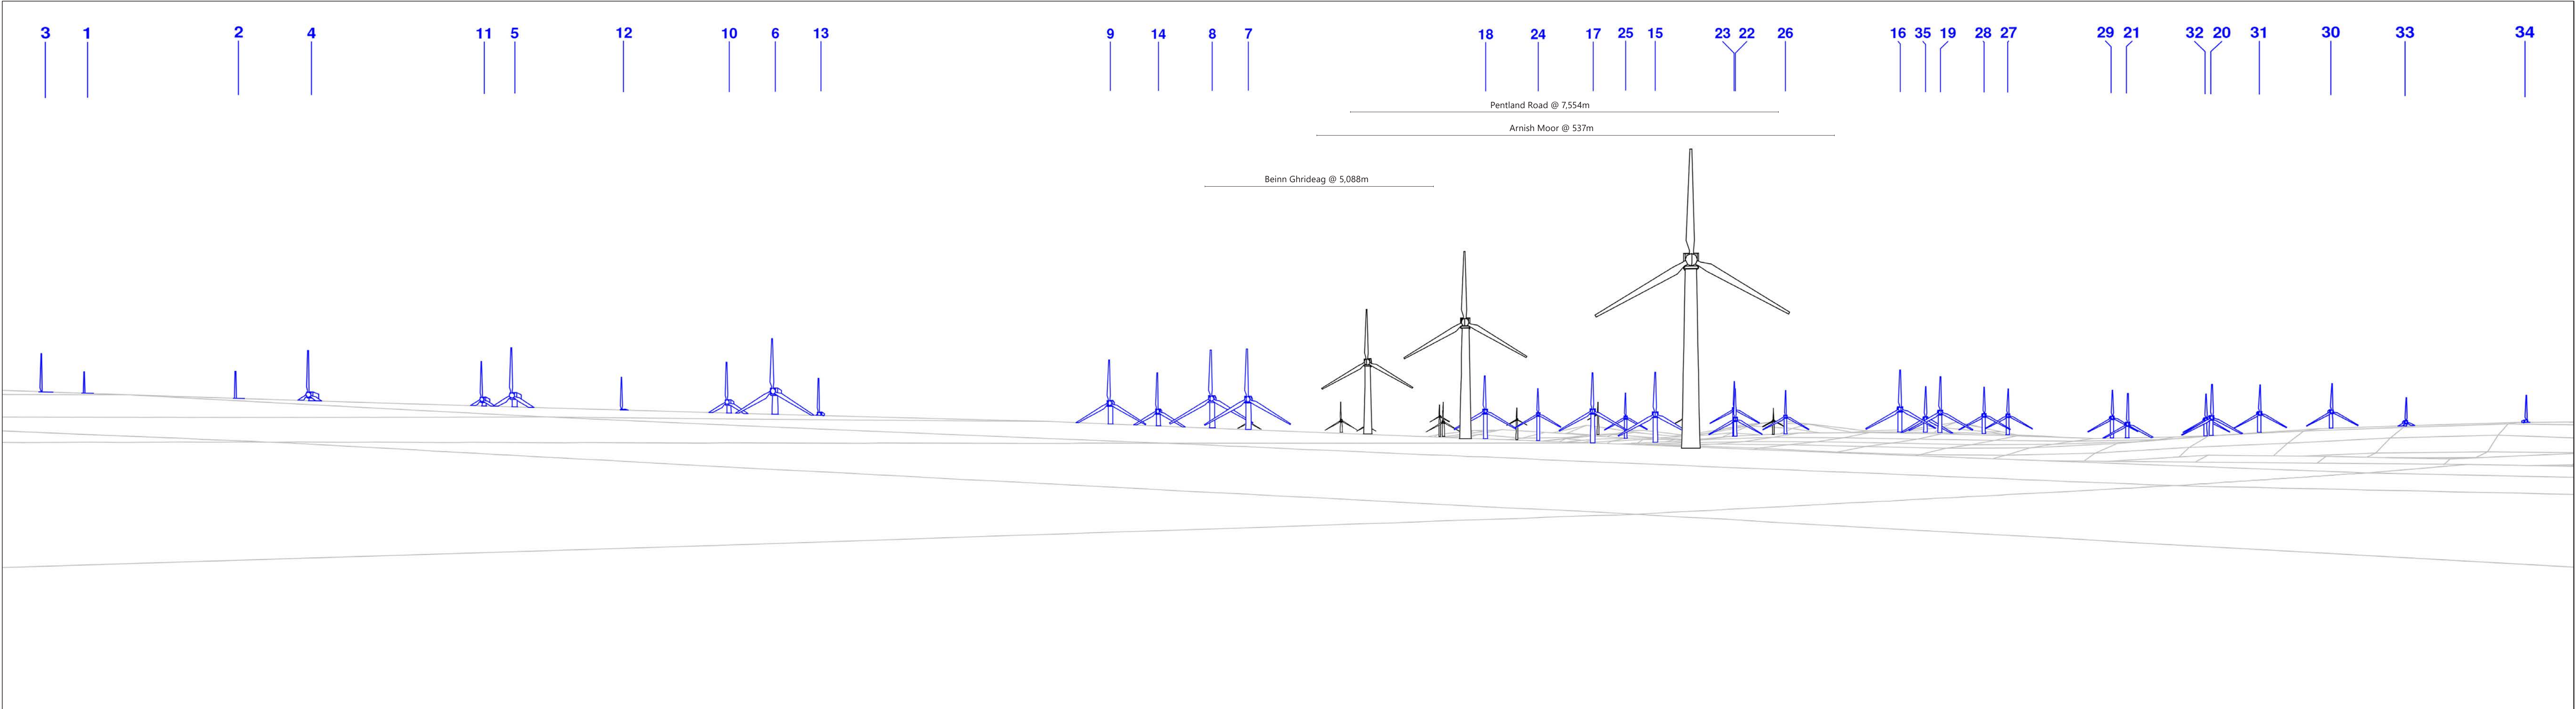 3 1 2 4 11 5 12 10 6 13 9 14 8 7 18 24 17 25 15 23 22 26 16 35 19 28 27 29 21 32 20 31 30 33 34
Pentland Road @ 7,554m
Arnish Moor @ 537m
Beinn Ghrideag @ 5,088m